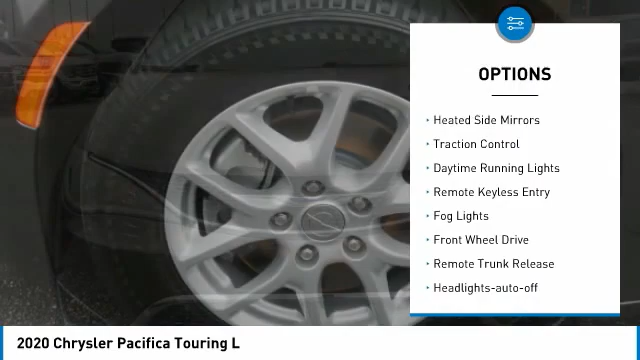 OPTIONS
• Heated Side Mirrors
• Traction Control
• Daytime Running Lights
• Remote Keyless Entry
• Fog Lights
• Front Wheel Drive
• Remote Trunk Release
• Headlights-auto-off
2020 Chrysler Pacifica Touring L